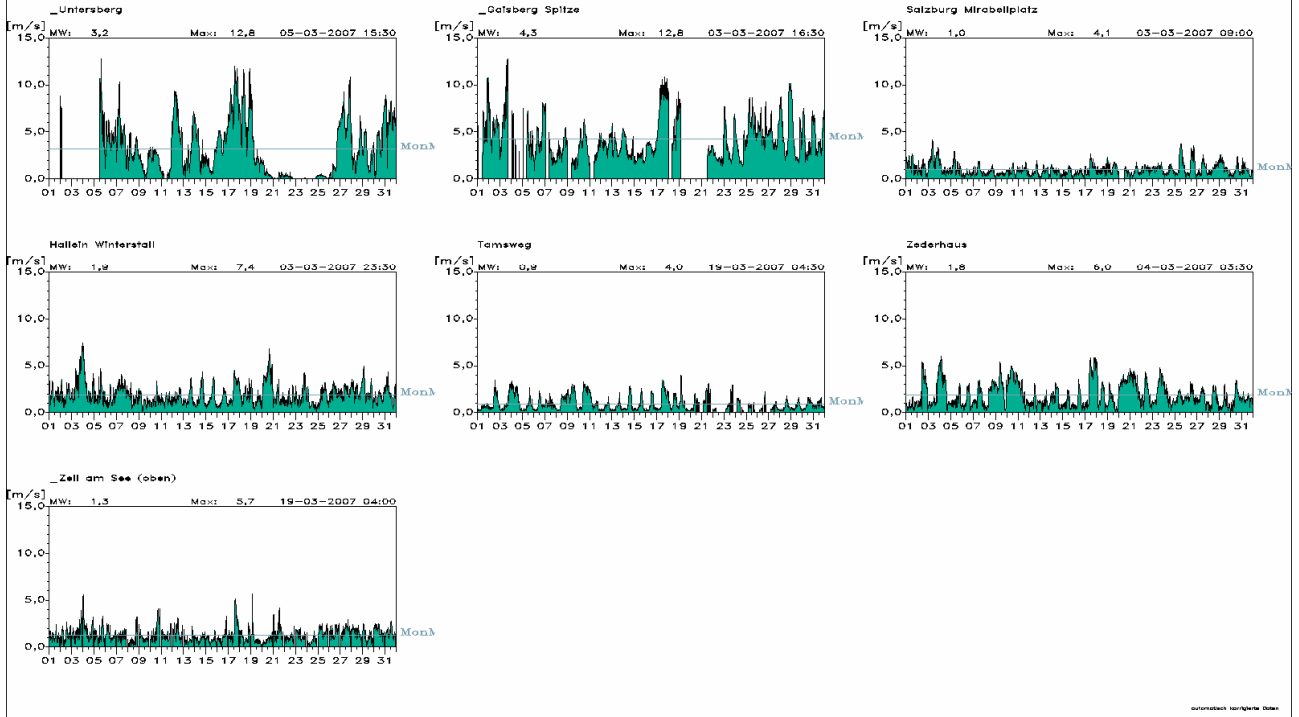 _Untersberg
[m/s] MW: 3,2 Max: 12,8 05-03-2007 15:30
15,0
10,0
5,0
MonM
0,0
01 03 05 07 09 11 13 15 17 19 21 23 25 27 29 31
_Gaisberg Spitze
[m/s] MW: 4,3 Max: 12,8 03-03-2007 16:30
15,0
10,0
5,0
MonM
0,0
01 03 05 07 09 11 13 15 17 19 21 23 25 27 29 31
Salzburg Mirabellplatz
[m/s] MW: 1,0 Max: 4,1 03-03-2007 09:00
15,0
10,0
5,0
MonM
0,0
01 03 05 07 09 11 13 15 17 19 21 23 25 27 29 31
Hallein Winterstall
[m/s] MW: 1,9 Max: 7,4 03-03-2007 23:30
15,0
10,0
5,0
MonM
0,0
01 03 05 07 09 11 13 15 17 19 21 23 25 27 29 31
Tamsweg
[m/s] MW: 0,9 Max: 4,0 19-03-2007 04:30
15,0
10,0
5,0
MonM
0,0
01 03 05 07 09 11 13 15 17 19 21 23 25 27 29 31
Zederhaus
[m/s] MW: 1,8 Max: 6,0 04-03-2007 03:30
15,0
10,0
5,0
MonM
0,0
01 03 05 07 09 11 13 15 17 19 21 23 25 27 29 31
_Zell am See (oben)
[m/s] MW: 1,3 Max: 5,7 19-03-2007 04:00
15,0
10,0
5,0
MonM
0,0
01 03 05 07 09 11 13 15 17 19 21 23 25 27 29 31
automatisch korrigierte Daten